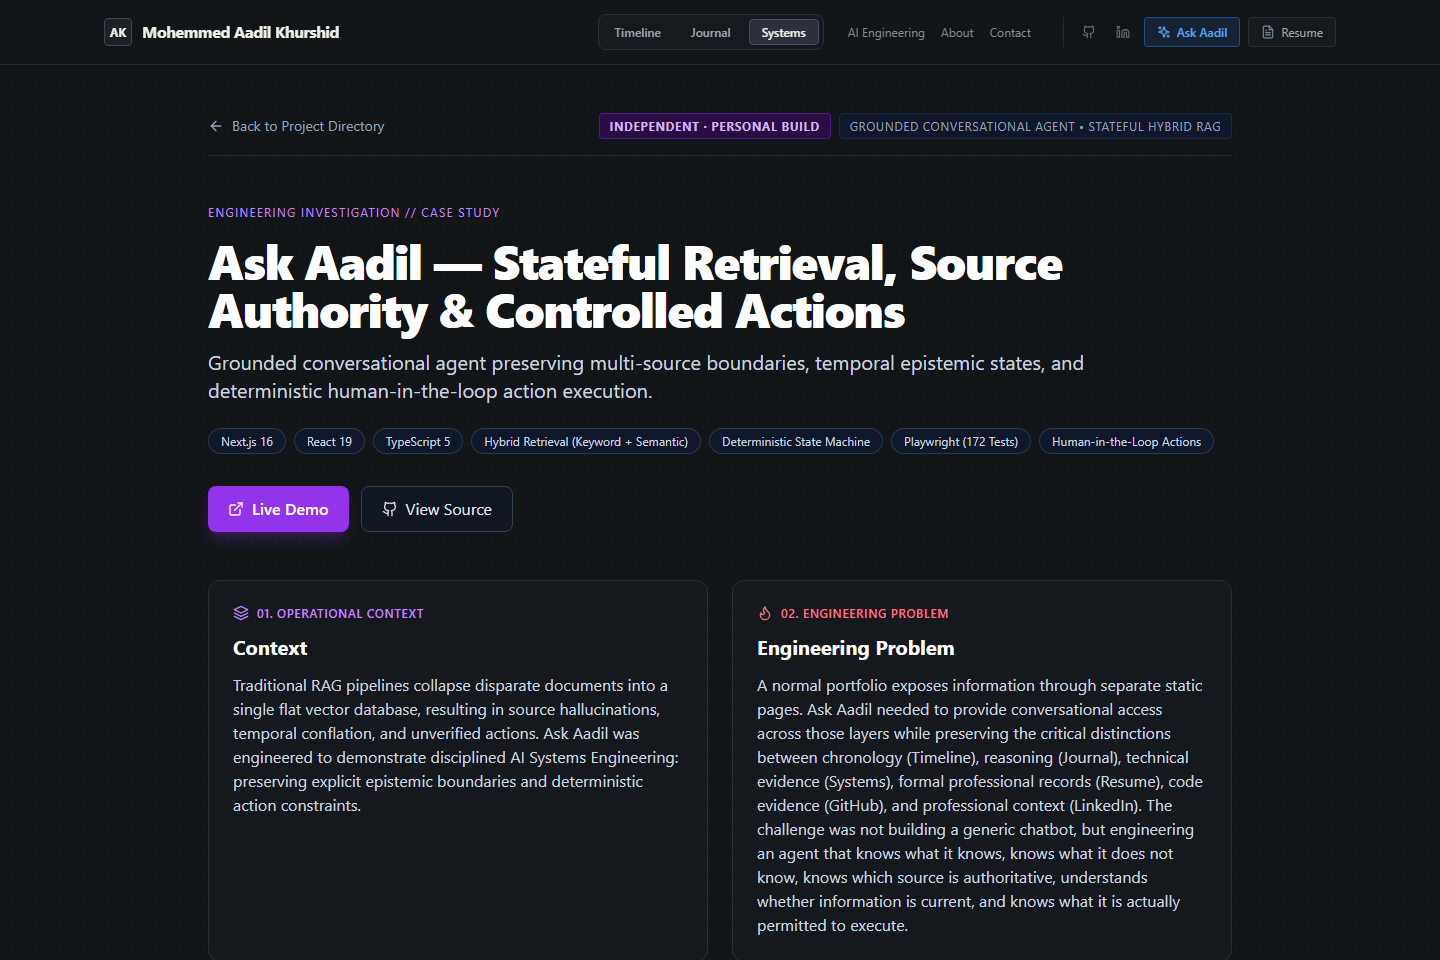 AK Mohemmed Aadil Khurshid Timeline Journal Systems AI Engineering About Contact Ask Aadil Resume
Back to Project Directory INDEPENDENT · PERSONAL BUILD GROUNDED CONVERSATIONAL AGENT • STATEFUL HYBRID RAG
ENGINEERING INVESTIGATION // CASE STUDY
Ask Aadil — Stateful Retrieval, Source
Authority & Controlled Actions
Grounded conversational agent preserving multi-source boundaries, temporal epistemic states, and
deterministic human-in-the-loop action execution.
Next.js 16 React 19 TypeScript 5 Hybrid Retrieval (Keyword + Semantic) Deterministic State Machine Playwright (172 Tests) Human-in-the-Loop Actions
Live Demo View Source
01. OPERATIONAL CONTEXT
Context
Traditional RAG pipelines collapse disparate documents into a
single flat vector database, resulting in source hallucinations,
temporal conflation, and unverified actions. Ask Aadil was
engineered to demonstrate disciplined AI Systems Engineering:
preserving explicit epistemic boundaries and deterministic
action constraints.
02. ENGINEERING PROBLEM
Engineering Problem
A normal portfolio exposes information through separate static
pages. Ask Aadil needed to provide conversational access
across those layers while preserving the critical distinctions
between chronology (Timeline), reasoning (Journal), technical
evidence (Systems), formal professional records (Resume), code
evidence (GitHub), and professional context (LinkedIn). The
challenge was not building a generic chatbot, but engineering
an agent that knows what it knows, knows what it does not
know, knows which source is authoritative, understands
whether information is current, and knows what it is actually
permitted to execute.